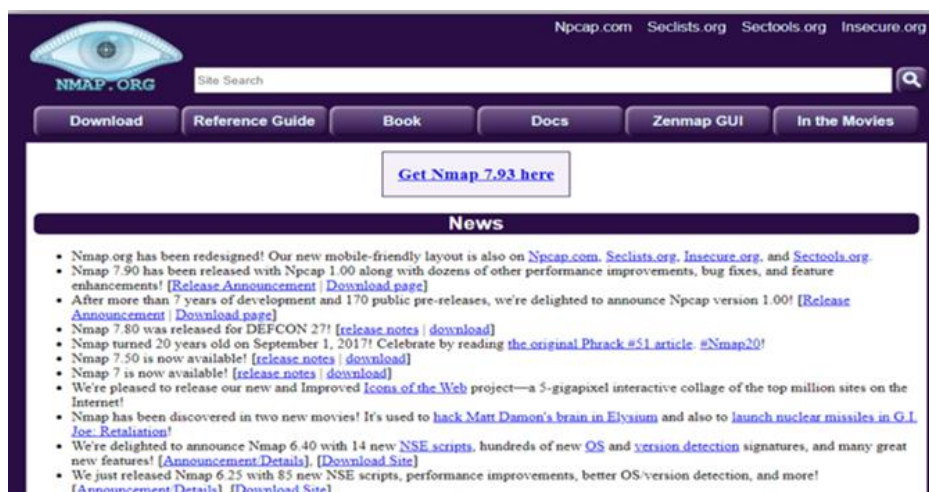 Npcap.com Seclists.org Sectools.org Insecure.org
NMAP.ORG
Site Search
Download Reference Guide Book Docs Zenmap GUI In the Movies
Get Nmap 7.93 here
News
• Nmap.org has been redesigned! Our new mobile-friendly layout is also on Npcap.com, Seclists.org, Insecure.org, and Sectools.org.
• Nmap 7.90 has been released with Npcap 1.00 along with dozens of other performance improvements, bug fixes, and feature
enhancements! [Release Announcement | Download page]
• After more than 7 years of development and 170 public pre-releases, we're delighted to announce Npcap version 1.00! [Release
Announcement | Download page]
• Nmap 7.80 was released for DEFCON 27! [release notes | download]
• Nmap turned 20 years old on September 1, 2017! Celebrate by reading the original Phrack #51 article. #Nmap20!
• Nmap 7.50 is now available! [release notes | download]
• Nmap 7 is now available! [release notes | download]
• We're pleased to release our new and Improved Icons of the Web project—a 5-gigapixel interactive collage of the top million sites on the
Internet!
• Nmap has been discovered in two new movies! It's used to hack Matt Damon's brain in Elysium and also to launch nuclear missiles in G.I.
Joe: Retaliation!
• We're delighted to announce Nmap 6.40 with 14 new NSE scripts, hundreds of new OS and version detection signatures, and many great
new features! [Announcement/Details], [Download Site]
• We just released Nmap 6.25 with 85 new NSE scripts, performance improvements, better OS/version detection, and more!
[Announcement/Details], [Download Site]